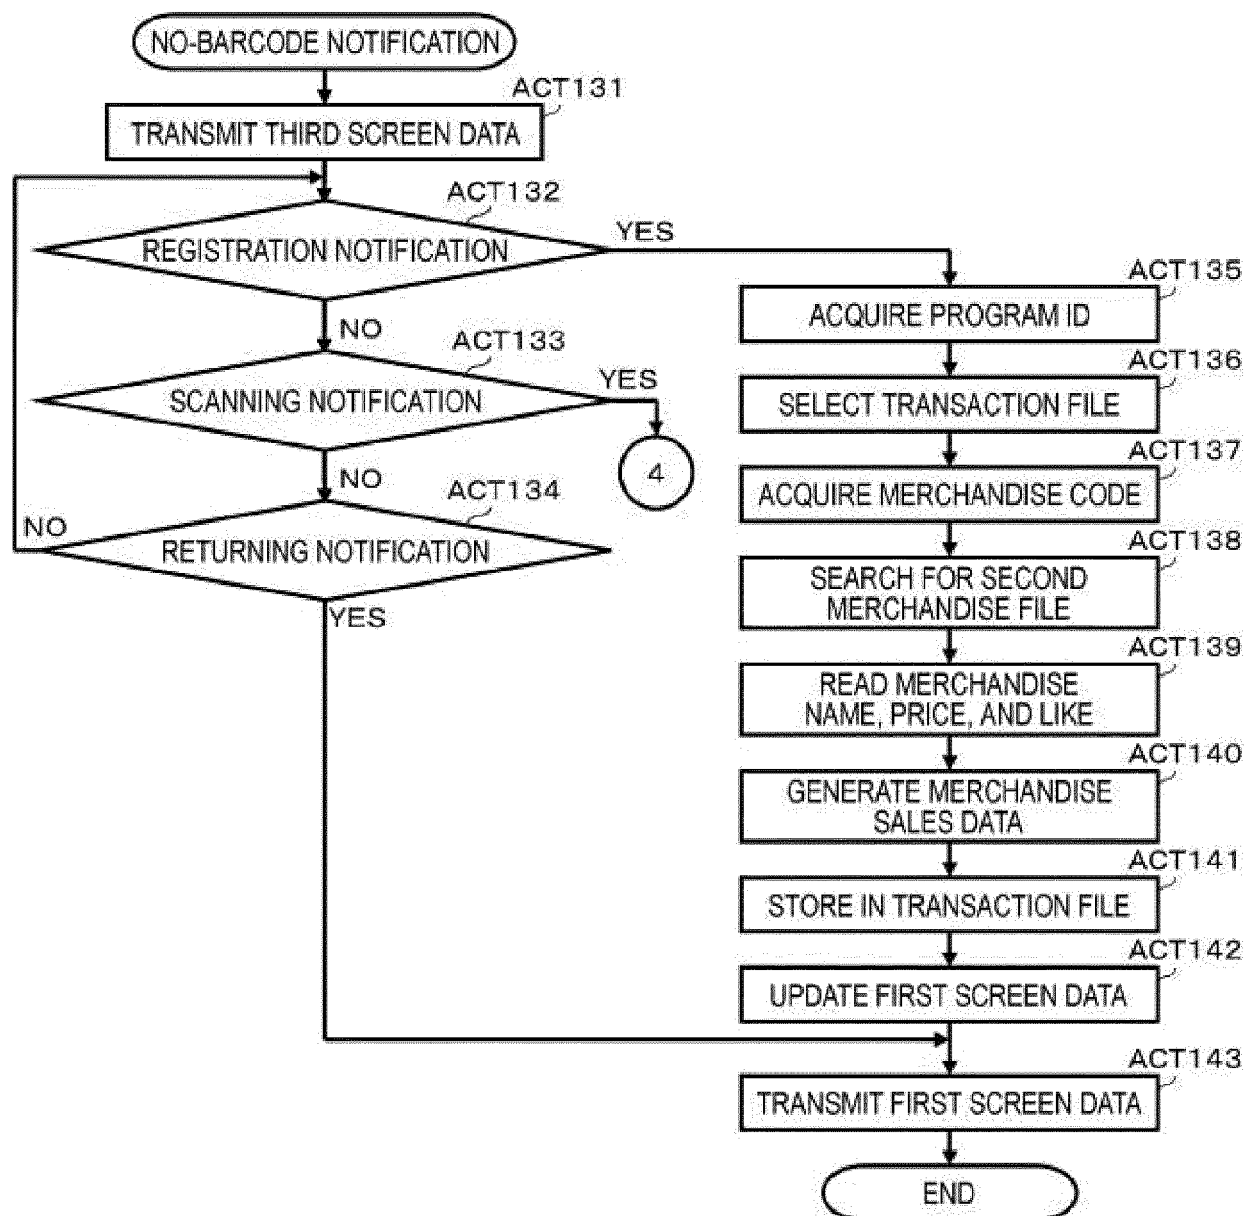 NO-BARCODE NOTIFICATION
ACT131
TRANSMIT THIRD SCREEN DATA
ACT132
REGISTRATION NOTIFICATION
YES
NO
ACT133
SCANNING NOTIFICATION
YES
4
NO
ACT134
RETURNING NOTIFICATION
NO
YES
ACT135
ACQUIRE PROGRAM ID
ACT136
SELECT TRANSACTION FILE
ACT137
ACQUIRE MERCHANDISE CODE
ACT138
SEARCH FOR SECOND
MERCHANDISE FILE
ACT139
READ MERCHANDISE
NAME, PRICE, AND LIKE
ACT140
GENERATE MERCHANDISE
SALES DATA
ACT141
STORE IN TRANSACTION FILE
ACT142
UPDATE FIRST SCREEN DATA
ACT143
TRANSMIT FIRST SCREEN DATA
END